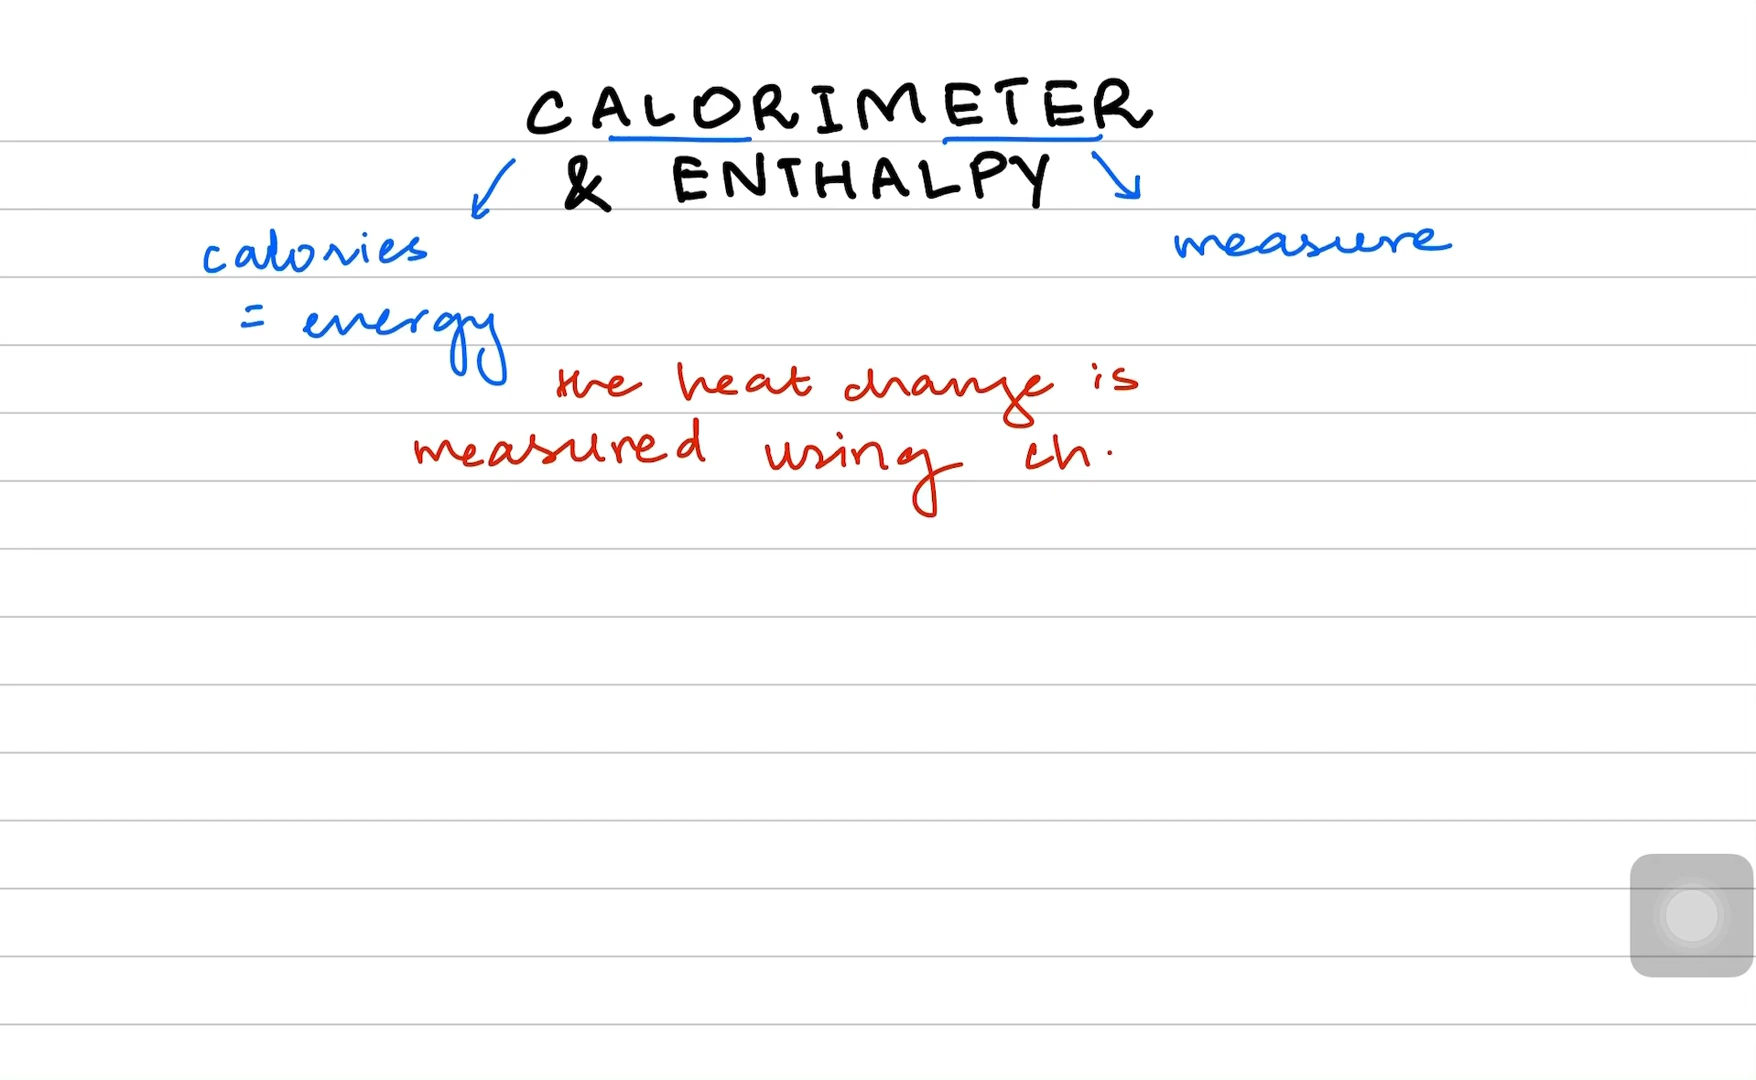 CALORIMETER
& ENTHALPY
calories
= energy
measure
the heat change is
measured using ch.